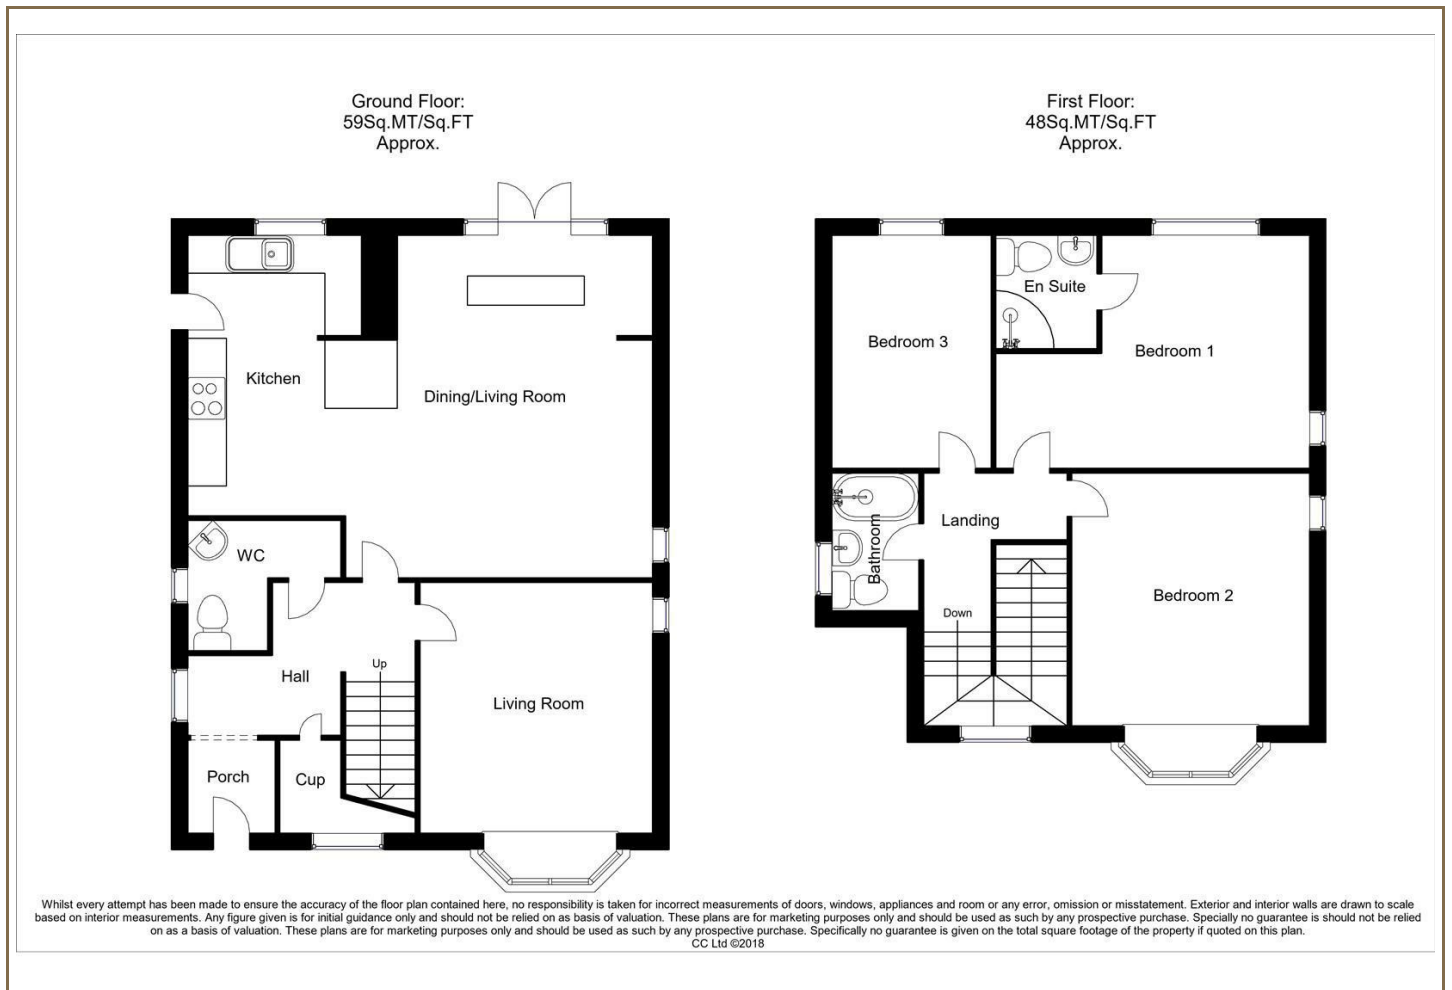 Ground Floor:
59Sq.MT/Sq.FT
Approx.
First Floor:
48Sq.MT/Sq.FT
Approx.
Kitchen
Dining/Living Room
WC
Hall
Up
Living Room
Porch
Cup
Bedroom 3
En Suite
Bedroom 1
Bathroom
Landing
Down
Bedroom 2
Whilst every attempt has been made to ensure the accuracy of the floor plan contained here, no responsibility is taken for incorrect measurements of doors, windows, appliances and room or any error, omission or misstatement. Exterior and interior walls are drawn to scale
based on interior measurements. Any figure given is for initial guidance only and should not be relied on as basis of valuation. These plans are for marketing purposes only and should be used as such by any prospective purchase. Specially no guarantee is should not be relied
on as a basis of valuation. These plans are for marketing purposes only and should be used as such by any prospective purchase. Specifically no guarantee is given on the total square footage of the property if quoted on this plan.
CC Ltd ©2018